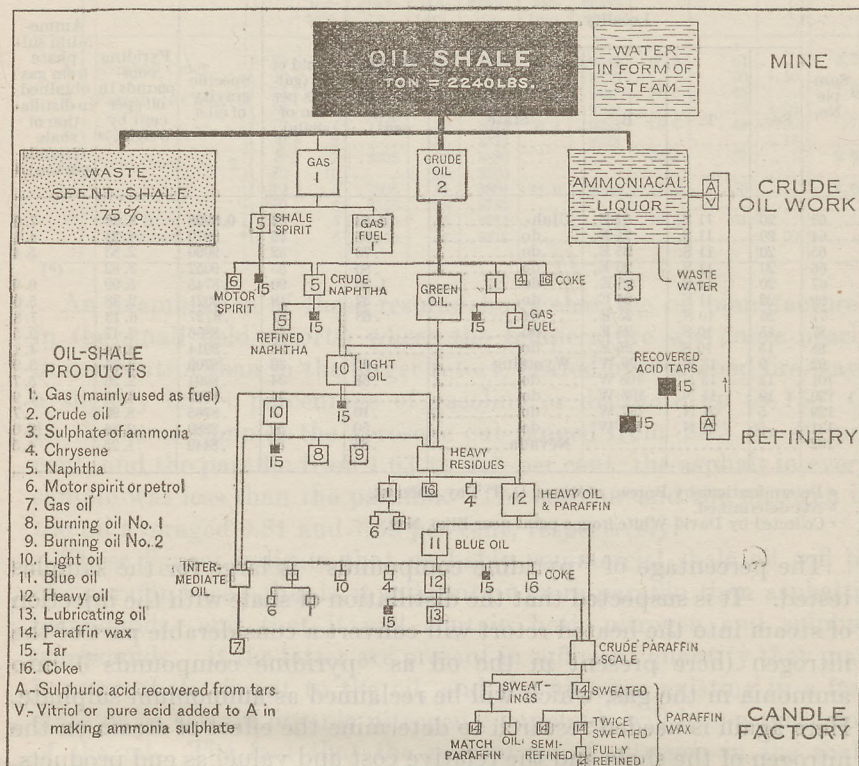 OIL SHALE
TON = 2240 LBS.
WATER
IN FORM OF
STEAM
MINE
WASTE
SPENT SHALE
75%
GAS
1
CRUDE
OIL
2
AMMONIACAL
LIQUOR
A
V
CRUDE
OIL WORK
5
SHALE
SPIRIT
GAS
FUEL
1
6
MOTOR
SPIRIT
15
5
CRUDE
NAPHTHA
GREEN
OIL
1
4
16
COKE
3
WASTE
WATER
5
REFINED
NAPHTHA
15
15
1
GAS
FUEL
10
LIGHT
OIL
15
RECOVERED
ACID TARS
15
15
A
REFINERY
10
15
8
9
HEAVY
RESIDUES
1
16
4
12
HEAVY OIL
& PARAFFIN
6
11
BLUE OIL
INTER-
MEDIATE
OIL
10
4
12
15
16
COKE
15
13
7
OIL-SHALE
PRODUCTS
1. Gas (mainly used as fuel)
2. Crude oil
3. Sulphate of ammonia
4. Chrysene
5. Naphtha
6. Motor spirit or petrol
7. Gas oil
8. Burning oil No. 1
9. Burning oil No. 2
10. Light oil
11. Blue oil
12. Heavy oil
13. Lubricating oil
14. Paraffin wax
15. Tar
16. Coke
A.- Sulphuric acid recovered from tars
V.- Vitriol or pure acid added to A in
making ammonia sulphate
CRUDE PARAFFIN
SCALE
SWEAT-
INGS
14
SWEATED
14
MATCH
PARAFFIN
OIL
14
SEMI-
REFINED
14
TWICE
SWEATED
FULLY
REFINED
PARAFFIN
WAX
CANDLE
FACTORY